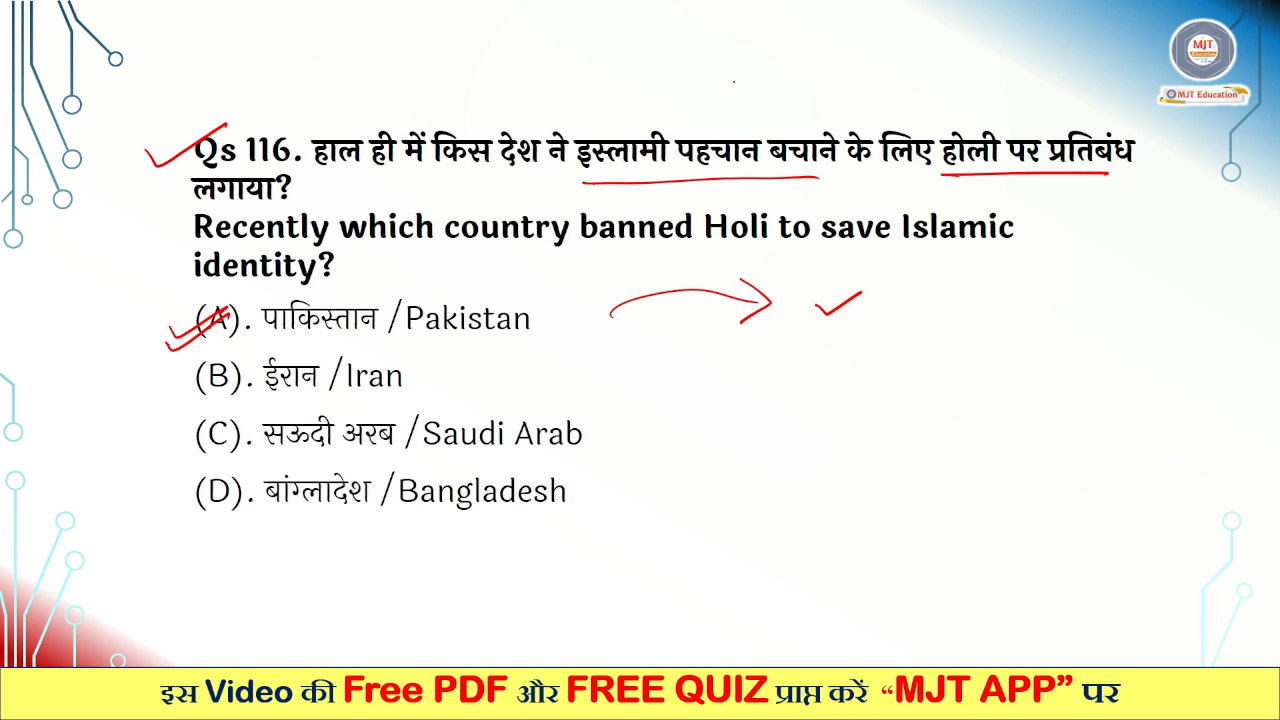 MJT
Education
MJT Education
Qs 116. हाल ही में किस देश ने इस्लामी पहचान बचाने के लिए होली पर प्रतिबंध
लगाया?
Recently which country banned Holi to save Islamic
identity?
(A). पाकिस्तान /Pakistan
(B). ईरान /Iran
(C). सऊदी अरब /Saudi Arab
(D). बांग्लादेश /Bangladesh
इस Video की Free PDF और FREE QUIZ प्राप्त करें “MJT APP” पर